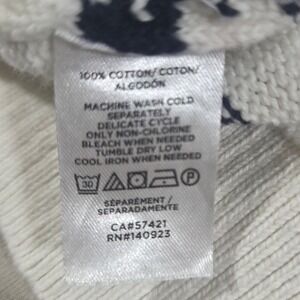 100% COTTON/ COTON/
ALGODÓN
MACHINE WASH COLD
SEPARATELY
DELICATE CYCLE
ONLY NON-CHLORINE
BLEACH WHEN NEEDED
TUMBLE DRY LOW
COOL IRON WHEN NEEDED
30 P
SÉPARÉMENT /
SEPARADAMENTE
CA#57421
RN#140923